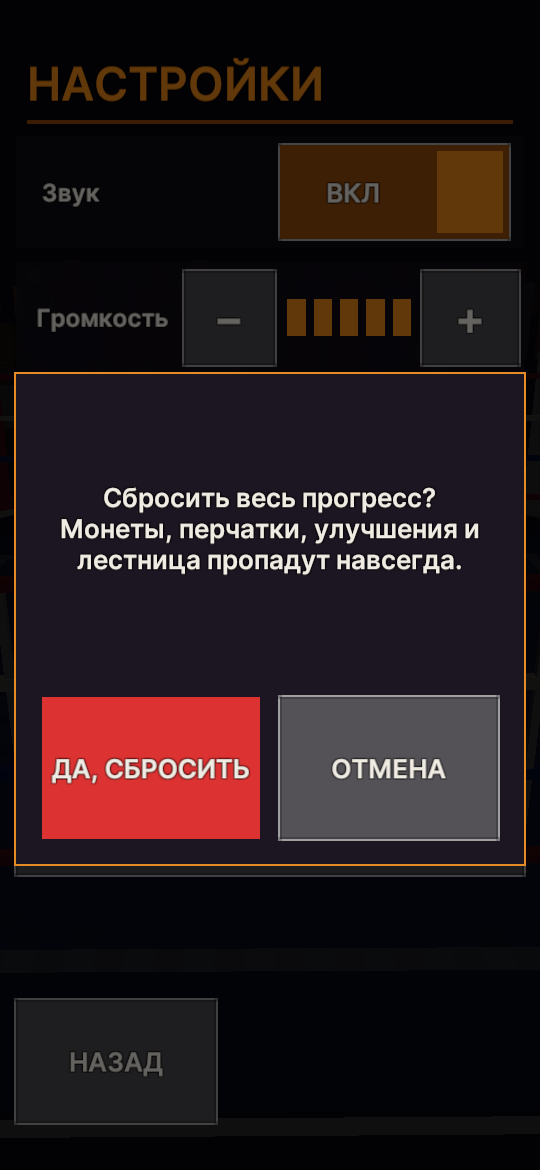 НАСТРОЙКИ
Звук
ВКЛ
Громкость
−
+
Сбросить весь прогресс?
Монеты, перчатки, улучшения и
лестница пропадут навсегда.
ДА, СБРОСИТЬ
ОТМЕНА
НАЗАД